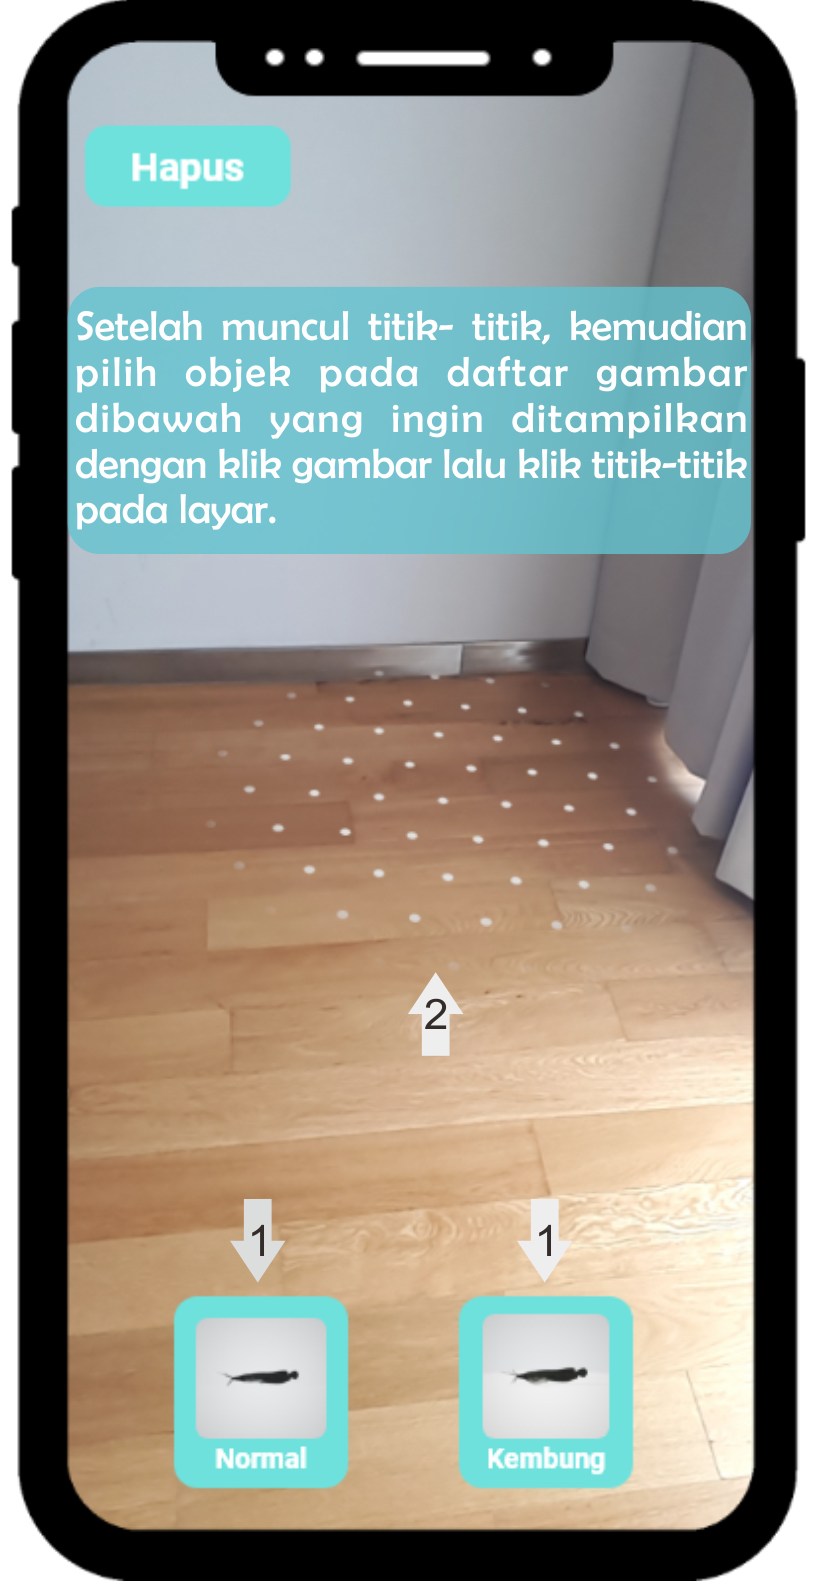 Hapus
Setelah muncul titik- titik, kemudian
pilih objek pada daftar gambar
dibawah yang ingin ditampilkan
dengan klik gambar lalu klik titik-titik
pada layar.
2
1 1
Normal Kembung